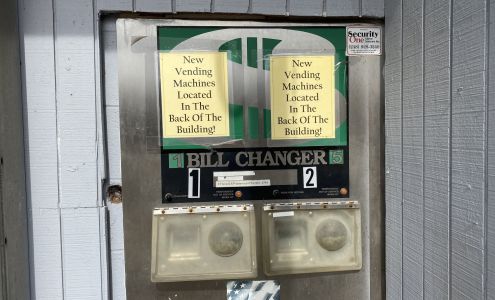 Security
One
New
Vending
Machines
Located
In The
Back Of The
Building!
New
Vending
Machines
Located
In The
Back Of The
Building!
1 BILL CHANGER 5
1
2